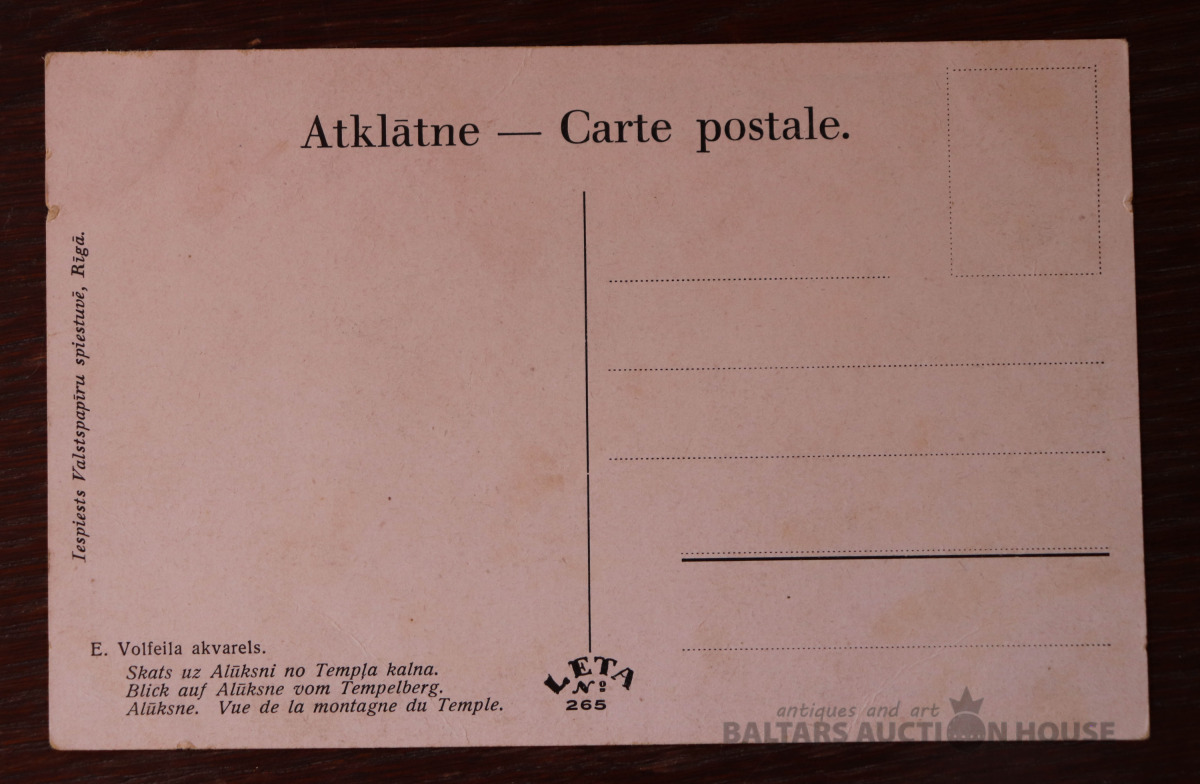 Atklātne — Carte postale.
Iespiests Valstspapīru spiestuvē, Rīgā.
E. Volfeila akvarels.
Skats uz Alūksni no Templa kalna.
Blick auf Alūksne vom Tempelberg.
Alūksne. Vue de la montagne du Temple.
LETA
№
265
antiques and art
BALTARS AUCTION HOUSE